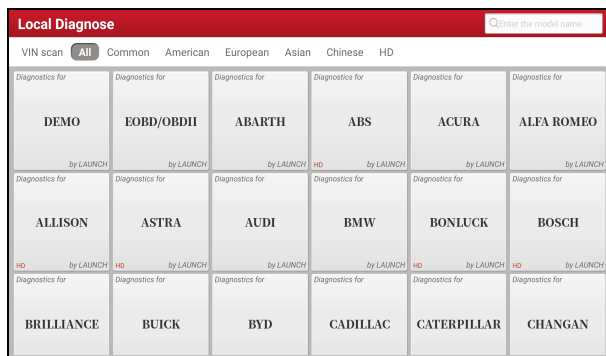 Local Diagnose
Enter the model name
VIN scan All Common American European Asian Chinese HD
Diagnostics for Diagnostics for Diagnostics for Diagnostics for Diagnostics for Diagnostics for
DEMO EOBD/OBDII ABARTH ABS ACURA ALFA ROMEO
by LAUNCH by LAUNCH by LAUNCH HD by LAUNCH by LAUNCH by LAUNCH
Diagnostics for Diagnostics for Diagnostics for Diagnostics for Diagnostics for Diagnostics for
ALLISON ASTRA AUDI BMW BONLUCK BOSCH
HD by LAUNCH HD by LAUNCH by LAUNCH by LAUNCH HD by LAUNCH HD by LAUNCH
Diagnostics for Diagnostics for Diagnostics for Diagnostics for Diagnostics for Diagnostics for
BRILLIANCE BUICK BYD CADILLAC CATERPILLAR CHANGAN